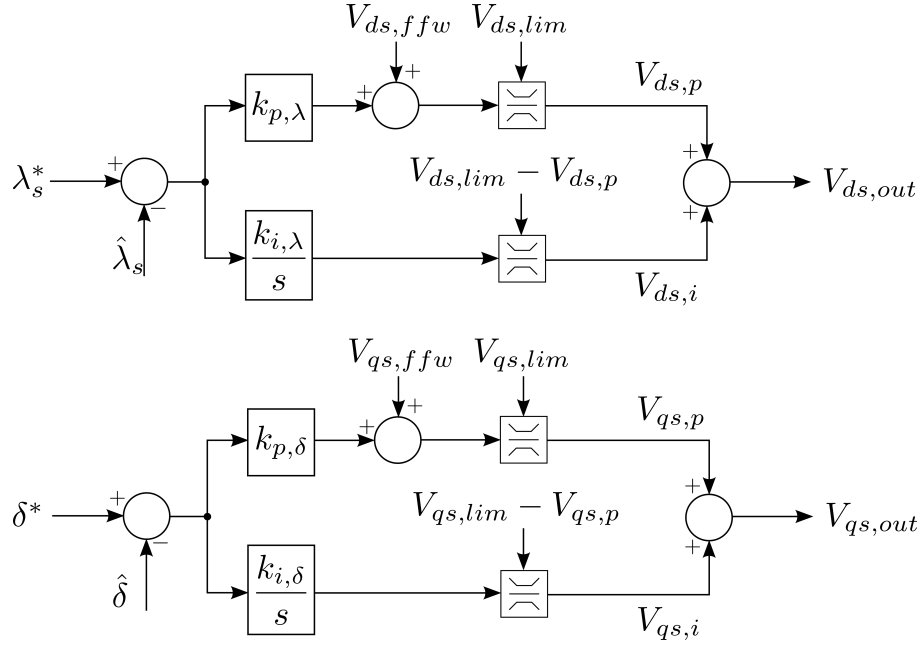 V_{ds,ffw} V_{ds,lim}
+ +
k_{p,λ}
V_{ds,p}
V_{ds,lim} − V_{ds,p}
λ_s^* + −
+ +
V_{ds,out}
\hat{λ}_s
k_{i,λ}
s
V_{ds,i}
V_{qs,ffw} V_{qs,lim}
+ +
k_{p,δ}
V_{qs,p}
V_{qs,lim} − V_{qs,p}
δ^* + −
+ +
V_{qs,out}
\hat{δ}
k_{i,δ}
s
V_{qs,i}